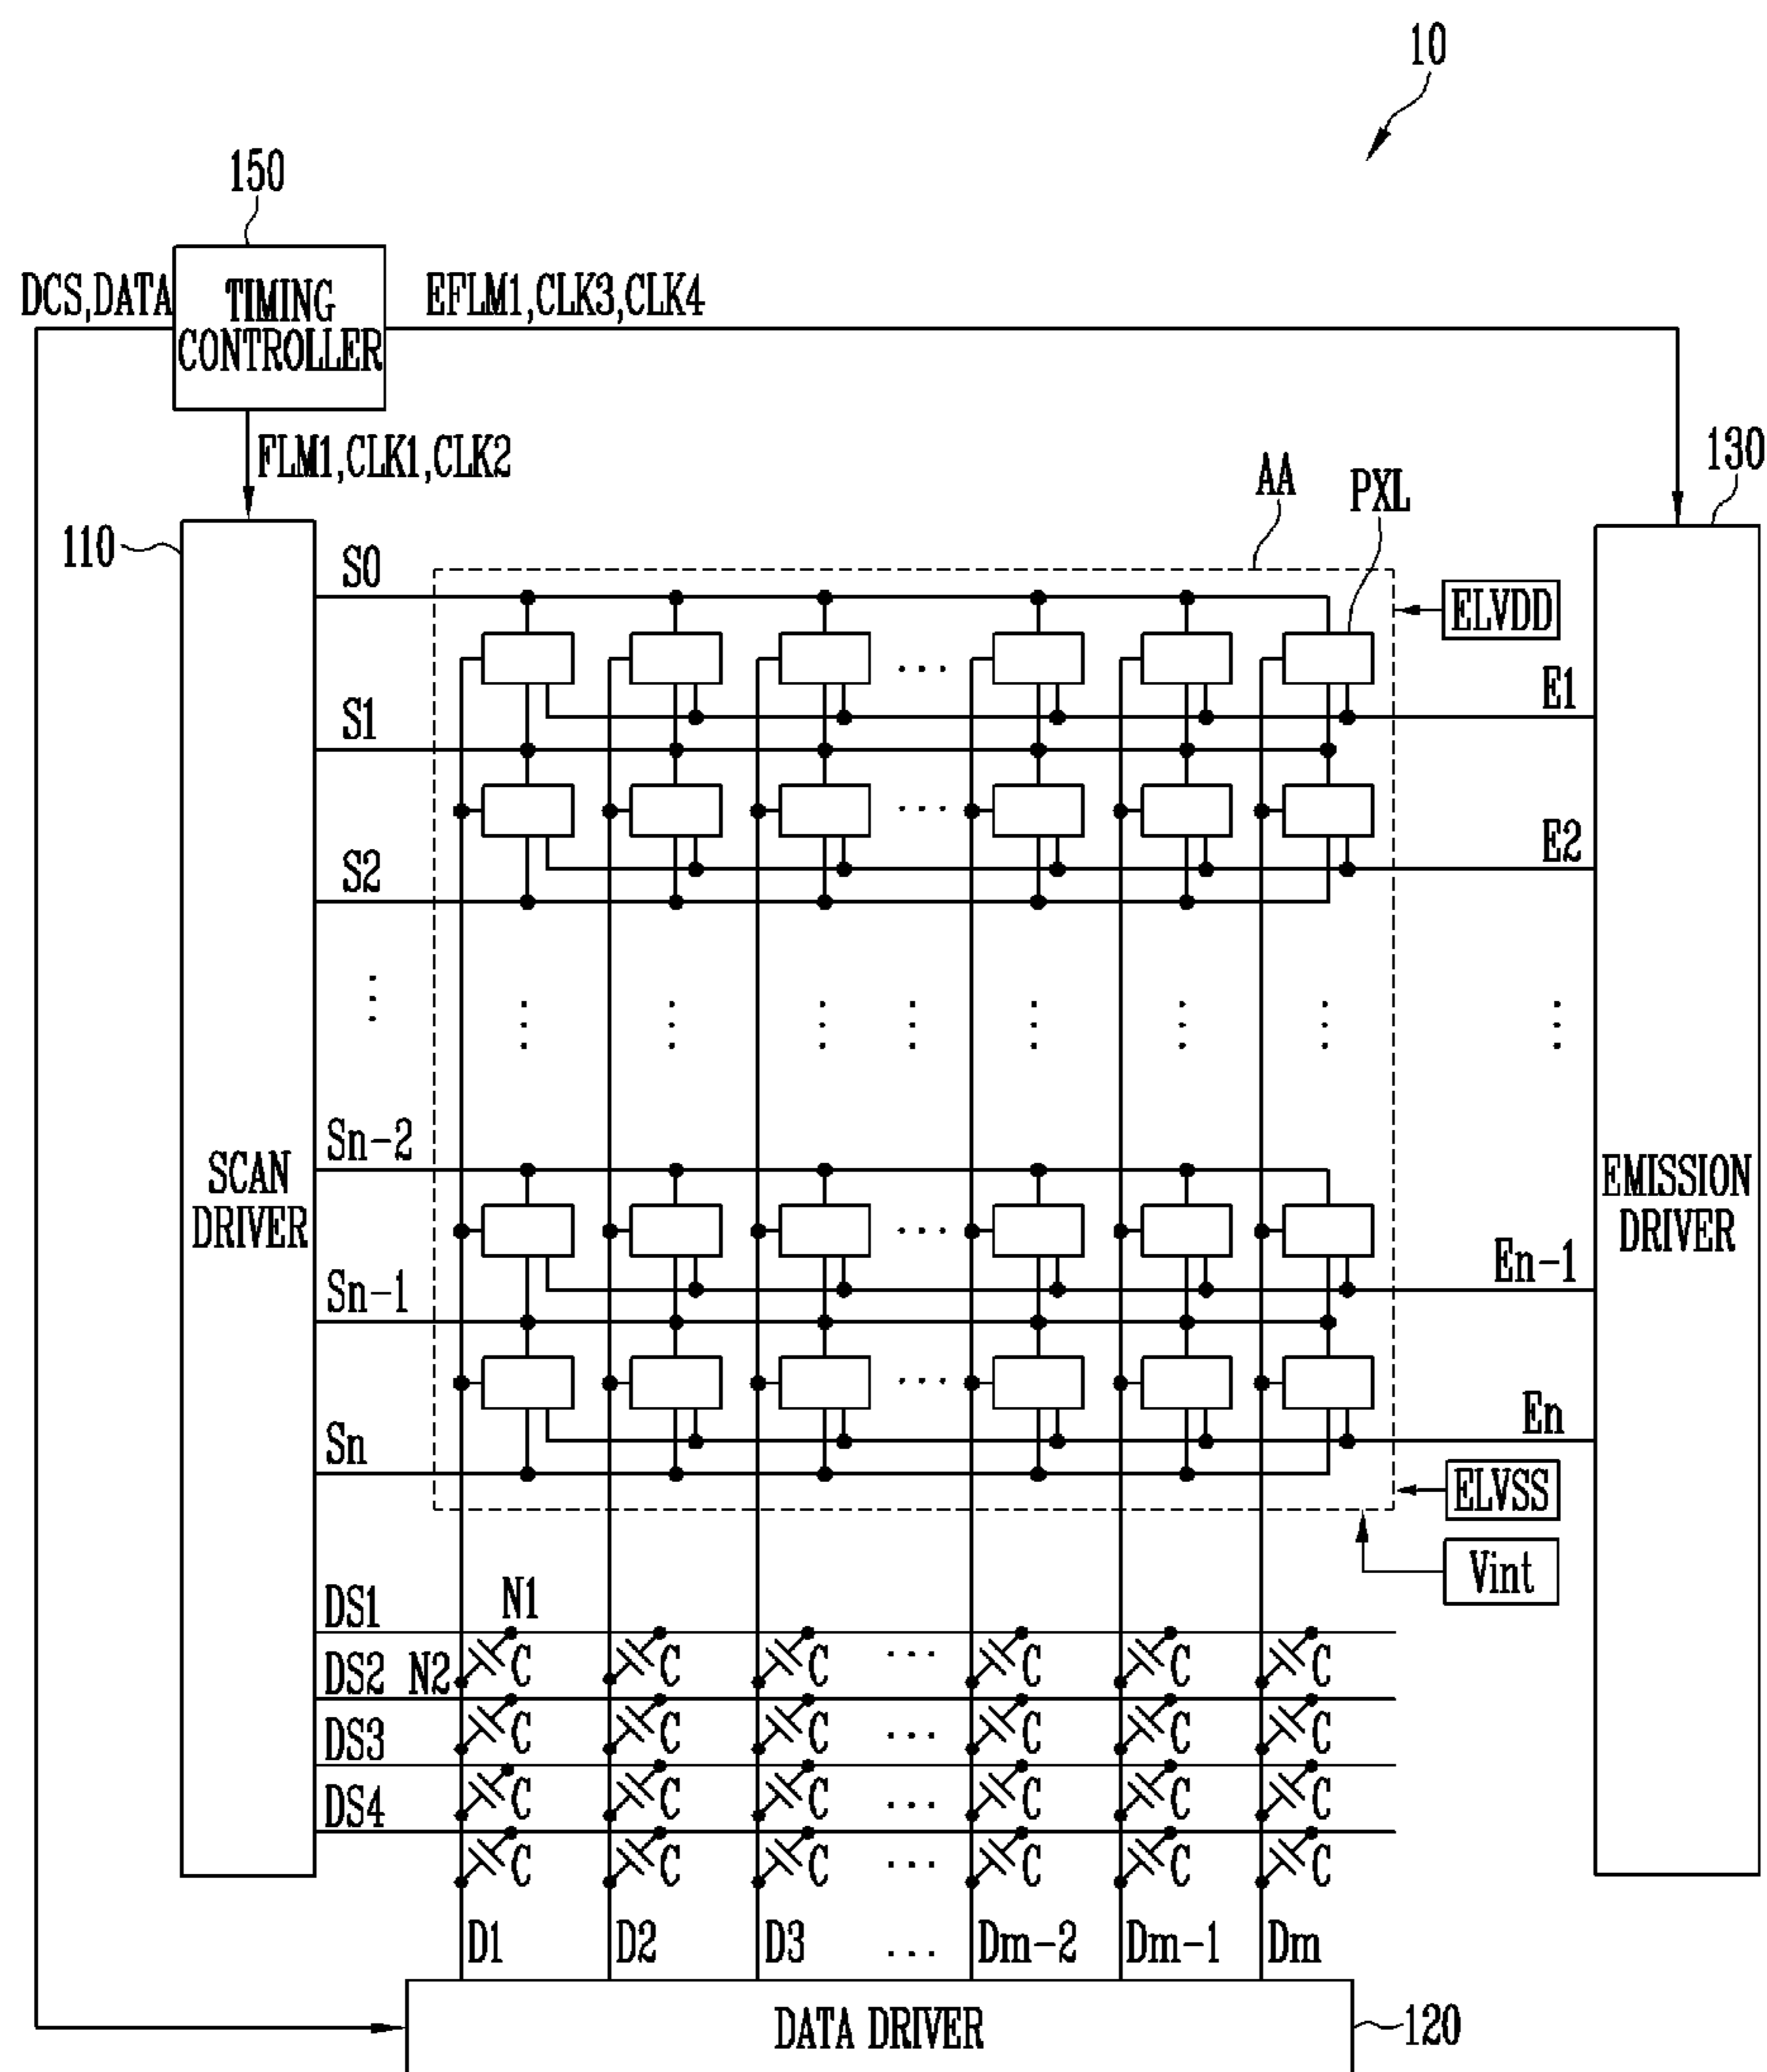 10
150
DCS,DATA
TIMING
CONTROLLER
EFLM1,CLK3,CLK4
FLM1,CLK1,CLK2
110
130
AA
PXL
S0
ELVDD
E1
S1
E2
S2
Sn-2
SCAN
DRIVER
EMISSION
DRIVER
En-1
Sn-1
En
Sn
ELVSS
Vint
DS1
N1
C C C ... C C C
DS2
N2
C C C ... C C C
DS3
C C C ... C C C
DS4
C C C ... C C C
D1 D2 D3 ... Dm-2 Dm-1 Dm
DATA DRIVER
120